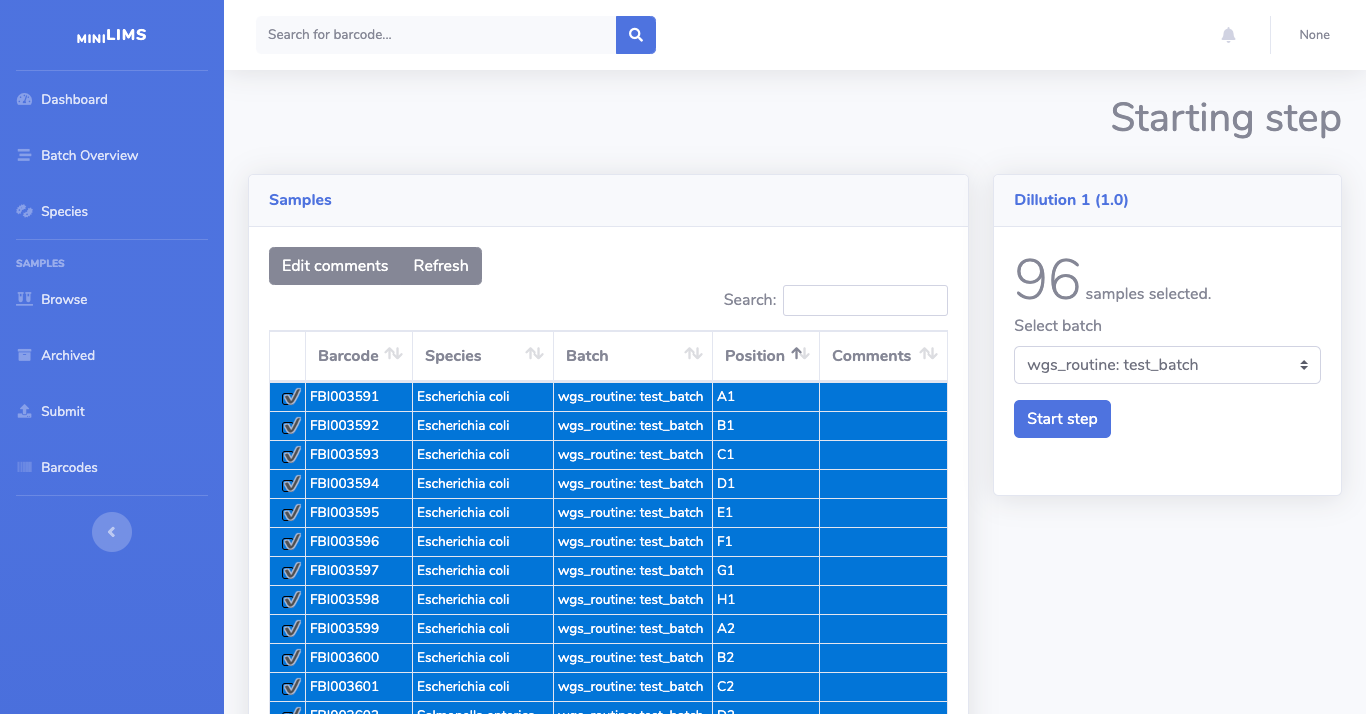 MINILIMS
Search for barcode...
None
Dashboard
Batch Overview
Species
SAMPLES
Browse
Archived
Submit
Barcodes
Starting step
Samples
Edit comments Refresh
Search:
Barcode Species Batch Position Comments
FBI003591 Escherichia coli wgs_routine: test_batch A1
FBI003592 Escherichia coli wgs_routine: test_batch B1
FBI003593 Escherichia coli wgs_routine: test_batch C1
FBI003594 Escherichia coli wgs_routine: test_batch D1
FBI003595 Escherichia coli wgs_routine: test_batch E1
FBI003596 Escherichia coli wgs_routine: test_batch F1
FBI003597 Escherichia coli wgs_routine: test_batch G1
FBI003598 Escherichia coli wgs_routine: test_batch H1
FBI003599 Escherichia coli wgs_routine: test_batch A2
FBI003600 Escherichia coli wgs_routine: test_batch B2
FBI003601 Escherichia coli wgs_routine: test_batch C2
Dillution 1 (1.0)
96 samples selected.
Select batch
wgs_routine: test_batch
Start step